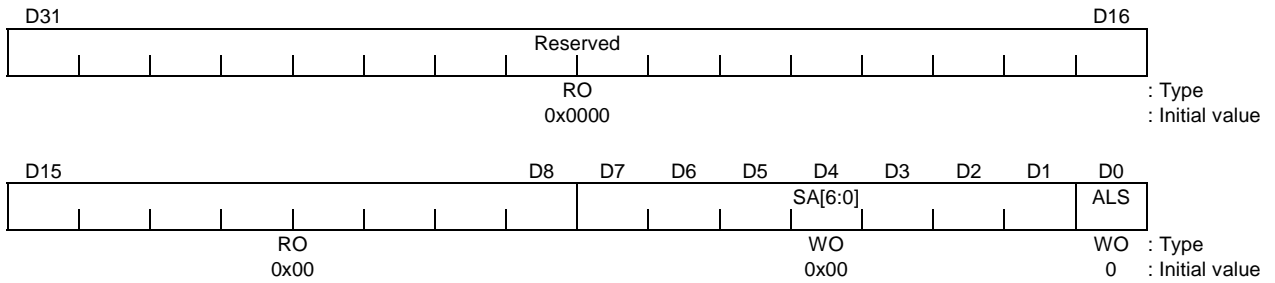 D31 D16
Reserved
RO : Type
0x0000 : Initial value
D15 D8 D7 D6 D5 D4 D3 D2 D1 D0
SA[6:0] ALS
RO WO WO : Type
0x00 0x00 0 : Initial value